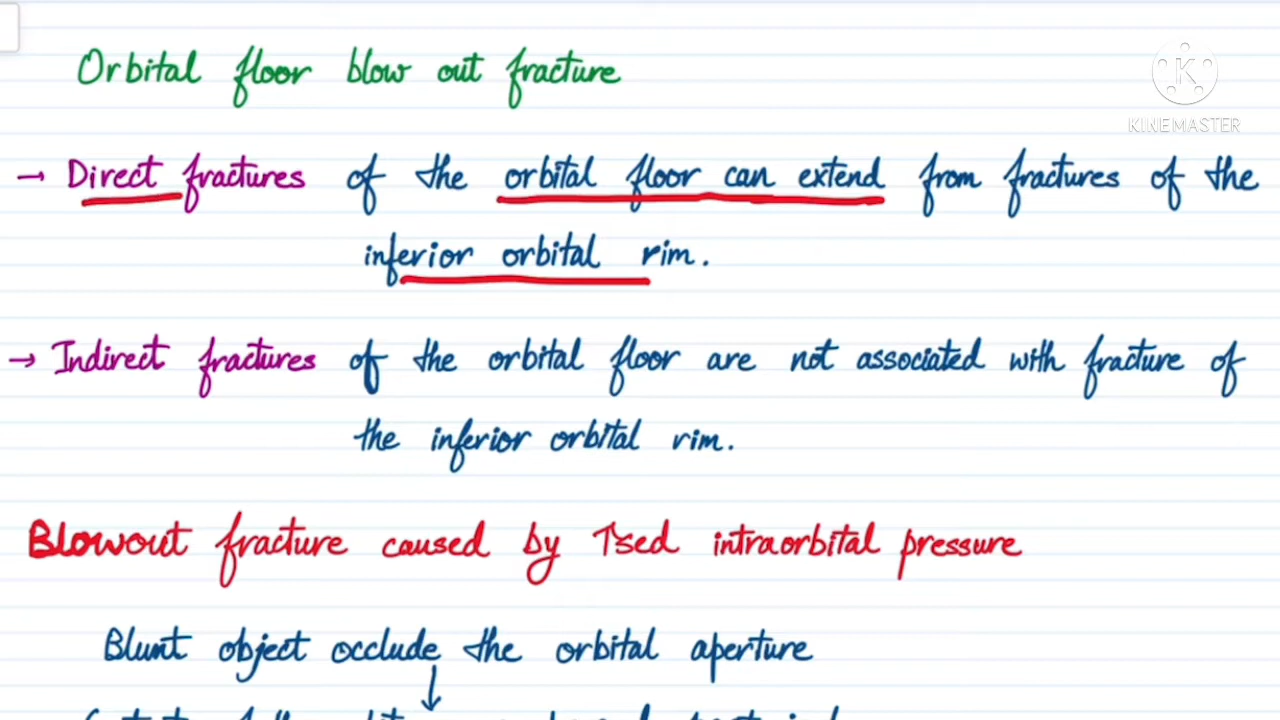 Orbital floor blow out fracture
KINEMASTER
→ Direct fractures of the orbital floor can extend from fractures of the
inferior orbital rim.
→ Indirect fractures of the orbital floor are not associated with fracture of
the inferior orbital rim.
Blowout fracture caused by ↑sed intraorbital pressure
Blunt object occlude the orbital aperture
↓